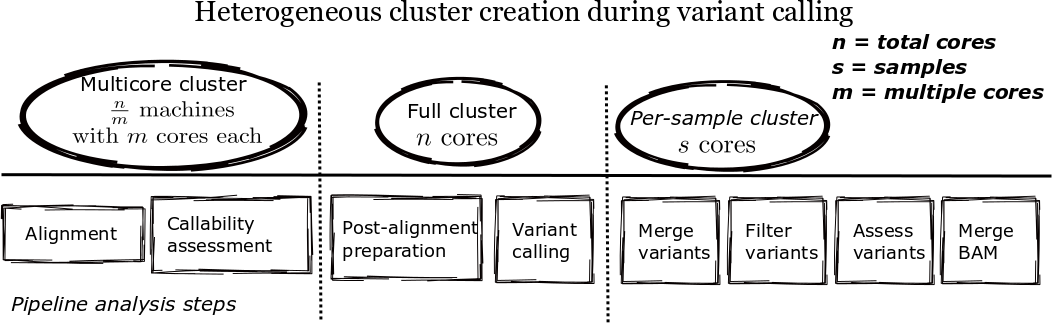 Heterogeneous cluster creation during variant calling
n = total cores
s = samples
m = multiple cores
Multicore cluster
n/m machines
with m cores each
Full cluster
n cores
Per-sample cluster
s cores
Alignment
Callability
assessment
Post-alignment
preparation
Variant
calling
Merge
variants
Filter
variants
Assess
variants
Merge
BAM
Pipeline analysis steps